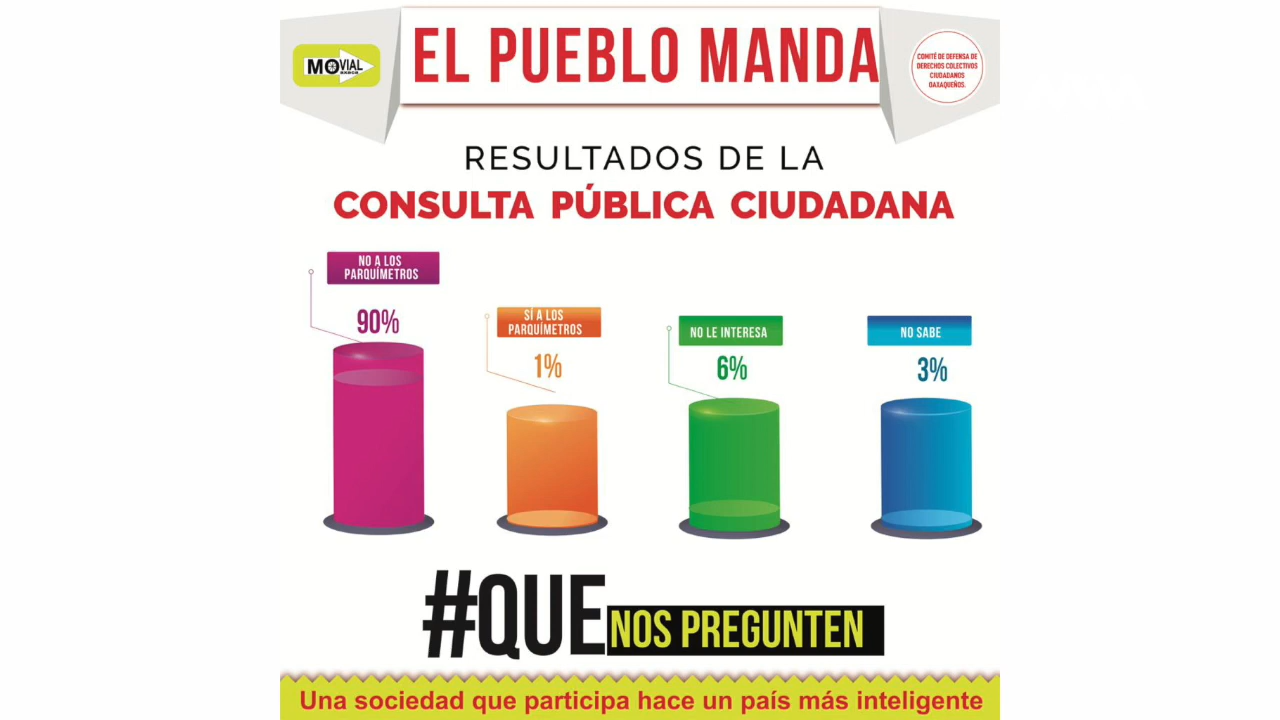 EL PUEBLO MANDA
MOVIAL
OAXACA
COMITÉ DE DEFENSA DE
DERECHOS COLECTIVOS
CIUDADANOS
OAXAQUEÑOS.
RESULTADOS DE LA
CONSULTA PÚBLICA CIUDADANA
NO A LOS
PARQUÍMETROS
90%
SÍ A LOS
PARQUÍMETROS
1%
NO LE INTERESA
6%
NO SABE
3%
#QUE
NOS PREGUNTEN
Una sociedad que participa hace un país más inteligente